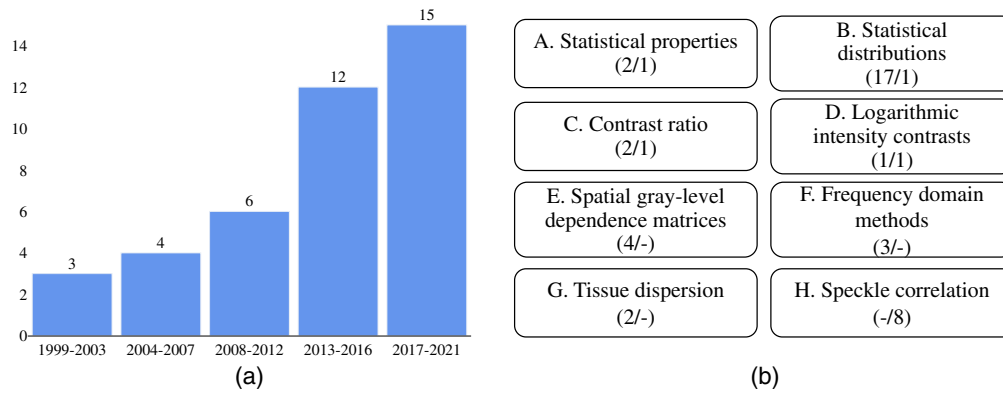 15
14
12
12
10
8
6
6
4
4
3
2
0
1999-2003 2004-2007 2008-2012 2013-2016 2017-2021
(a)
A. Statistical properties
(2/1)
B. Statistical
distributions
(17/1)
C. Contrast ratio
(2/1)
D. Logarithmic
intensity contrasts
(1/1)
E. Spatial gray-level
dependence matrices
(4/-)
F. Frequency domain
methods
(3/-)
G. Tissue dispersion
(2/-)
H. Speckle correlation
(-/8)
(b)